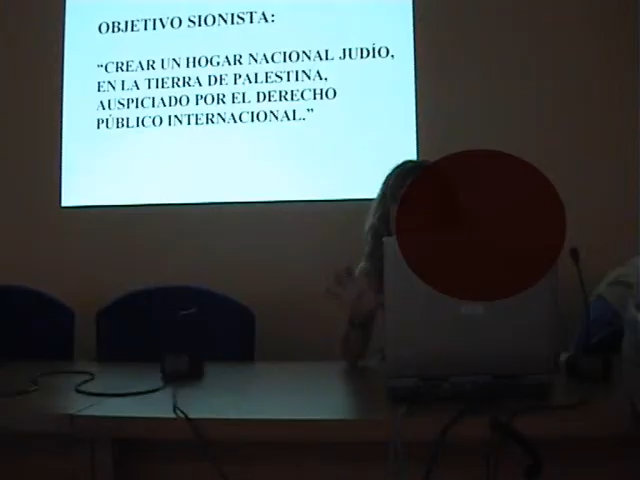 OBJETIVO SIONISTA:
“CREAR UN HOGAR NACIONAL JUDÍO,
EN LA TIERRA DE PALESTINA,
AUSPICIADO POR EL DERECHO
PÚBLICO INTERNACIONAL.”